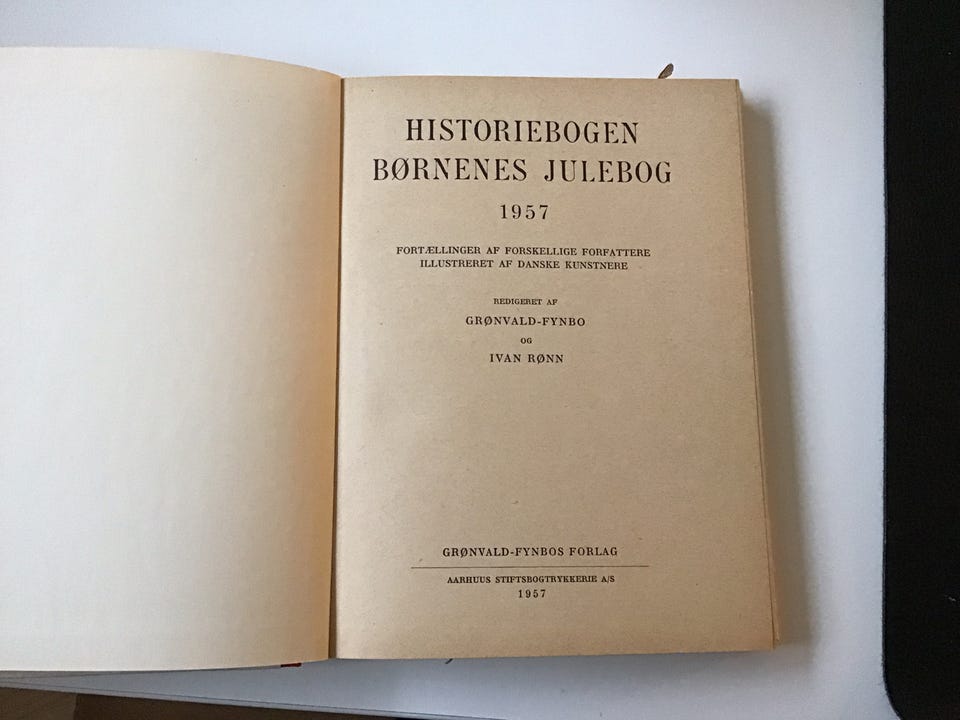 HISTORIEBOGEN
BØRNENES JULEBOG
1957
FORTÆLLINGER AF FORSKELLIGE FORFATTERE
ILLUSTRERET AF DANSKE KUNSTNERE
REDIGERET AF
GRØNVALD-FYNBO
OG
IVAN RØNN
GRØNVALD-FYNBOS FORLAG
AARHUUS STIFTSBOGTRYKKERIE A/S
1957